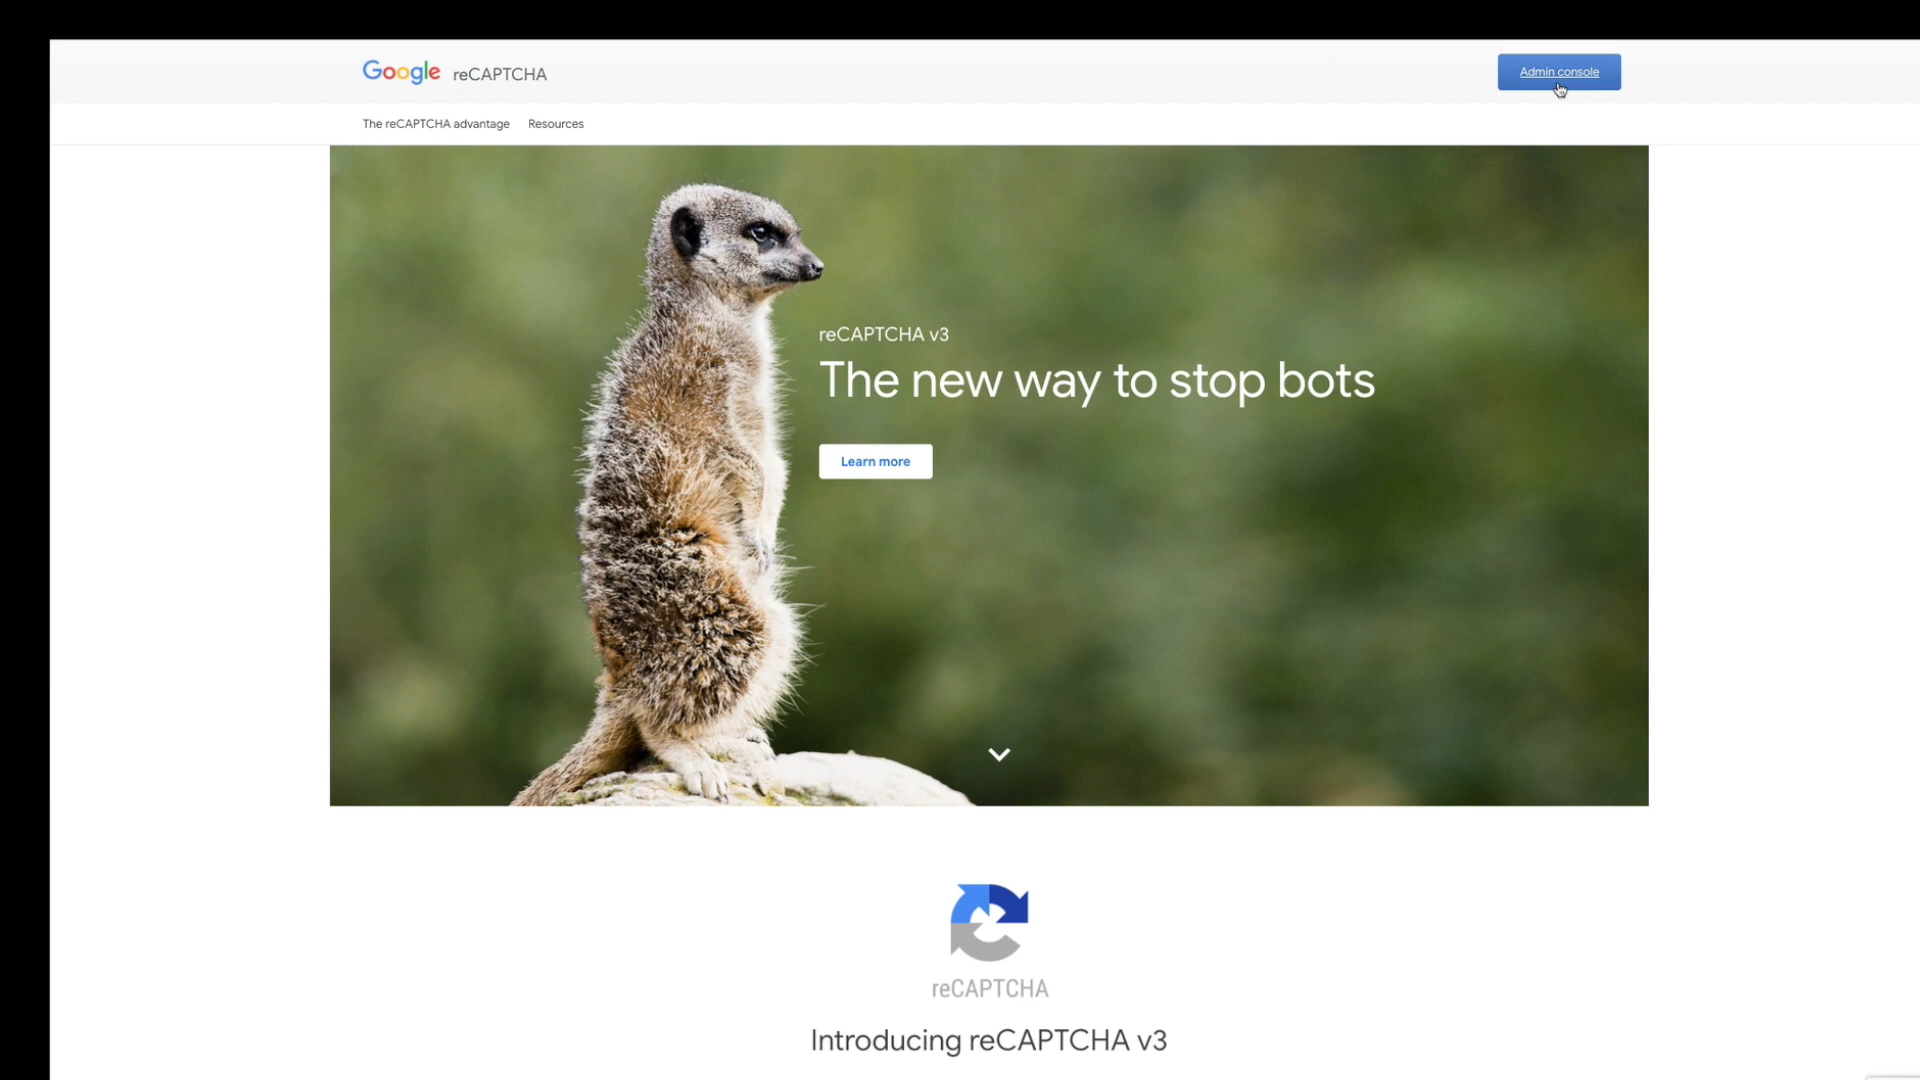 Google reCAPTCHA
Admin console
The reCAPTCHA advantage Resources
reCAPTCHA v3
The new way to stop bots
Learn more
reCAPTCHA
Introducing reCAPTCHA v3